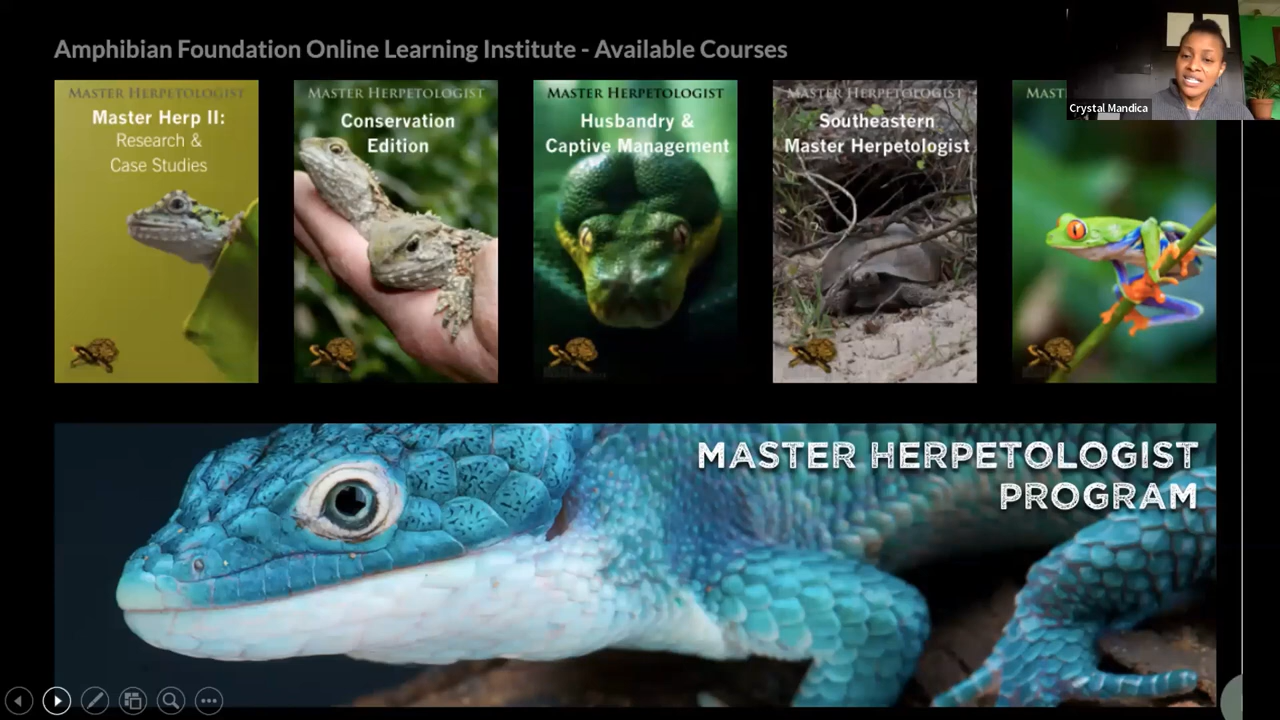 Amphibian Foundation Online Learning Institute - Available Courses
Crystal Mandica
MASTER HERPETOLOGIST
Master Herp II:
Research &
Case Studies
MASTER HERPETOLOGIST
Conservation
Edition
MASTER HERPETOLOGIST
Husbandry &
Captive Management
MASTER HERPETOLOGIST
Southeastern
Master Herpetologist
MAST
MASTER HERPETOLOGIST
PROGRAM